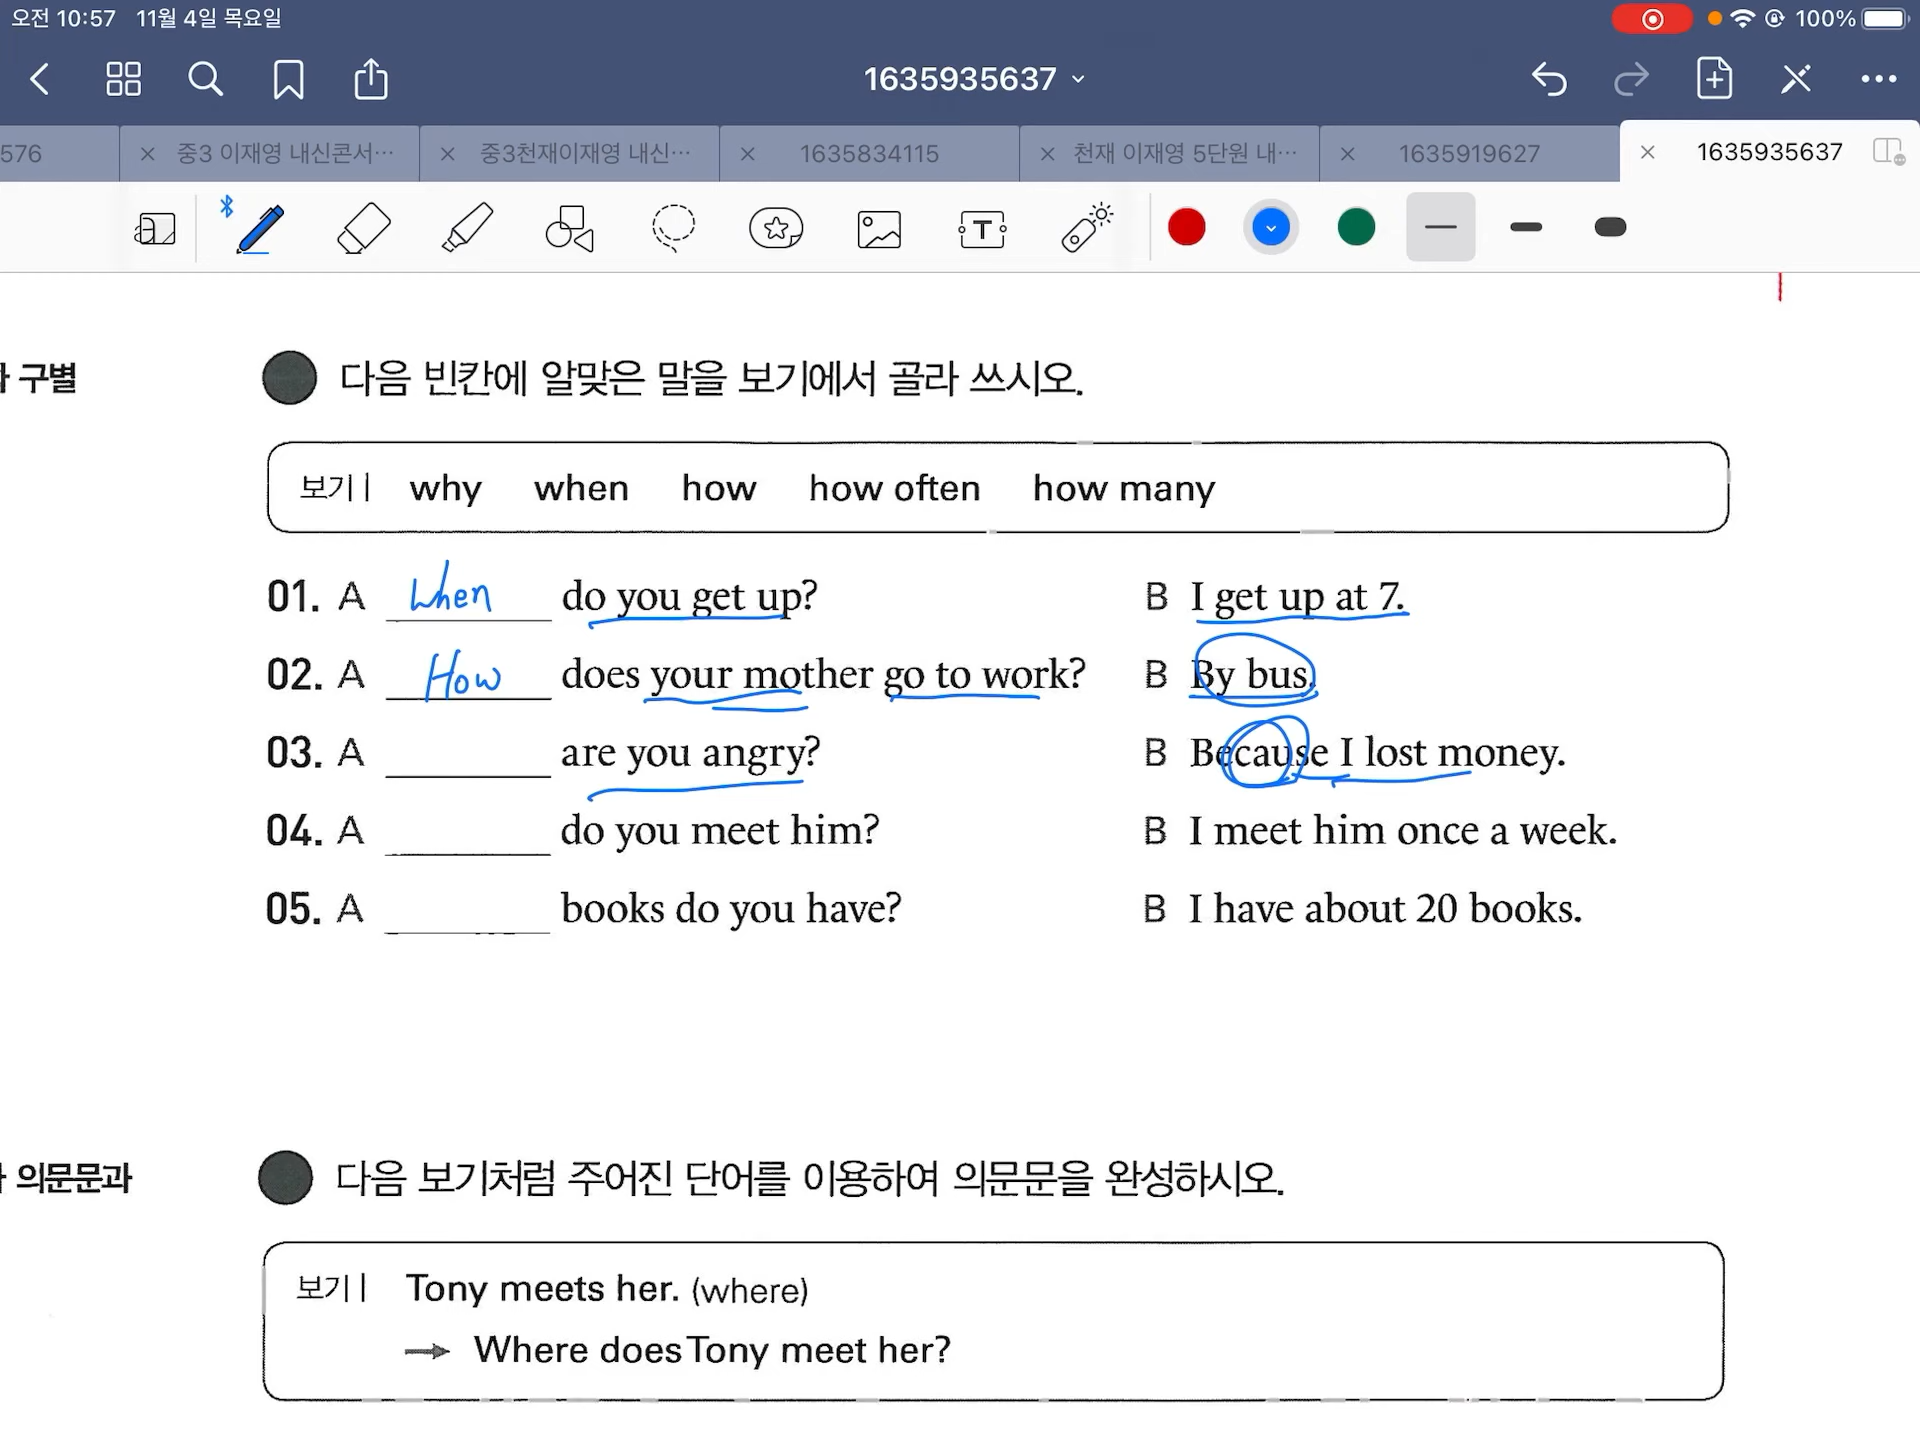 오전 10:57 11월 4일 목요일 100%
1635935637
576 중3 이재영 내신콘서… 중3천재이재영 내신… 1635834115 천재 이재영 5단원 내… 1635919627 1635935637
구별 다음 빈칸에 알맞은 말을 보기에서 골라 쓰시오.
보기 | why when how how often how many
01. A When do you get up? B I get up at 7.
02. A How does your mother go to work? B By bus.
03. A ______ are you angry? B Because I lost money.
04. A ______ do you meet him? B I meet him once a week.
05. A ______ books do you have? B I have about 20 books.
의문문과 다음 보기처럼 주어진 단어를 이용하여 의문문을 완성하시오.
보기 | Tony meets her. (where)
→ Where does Tony meet her?